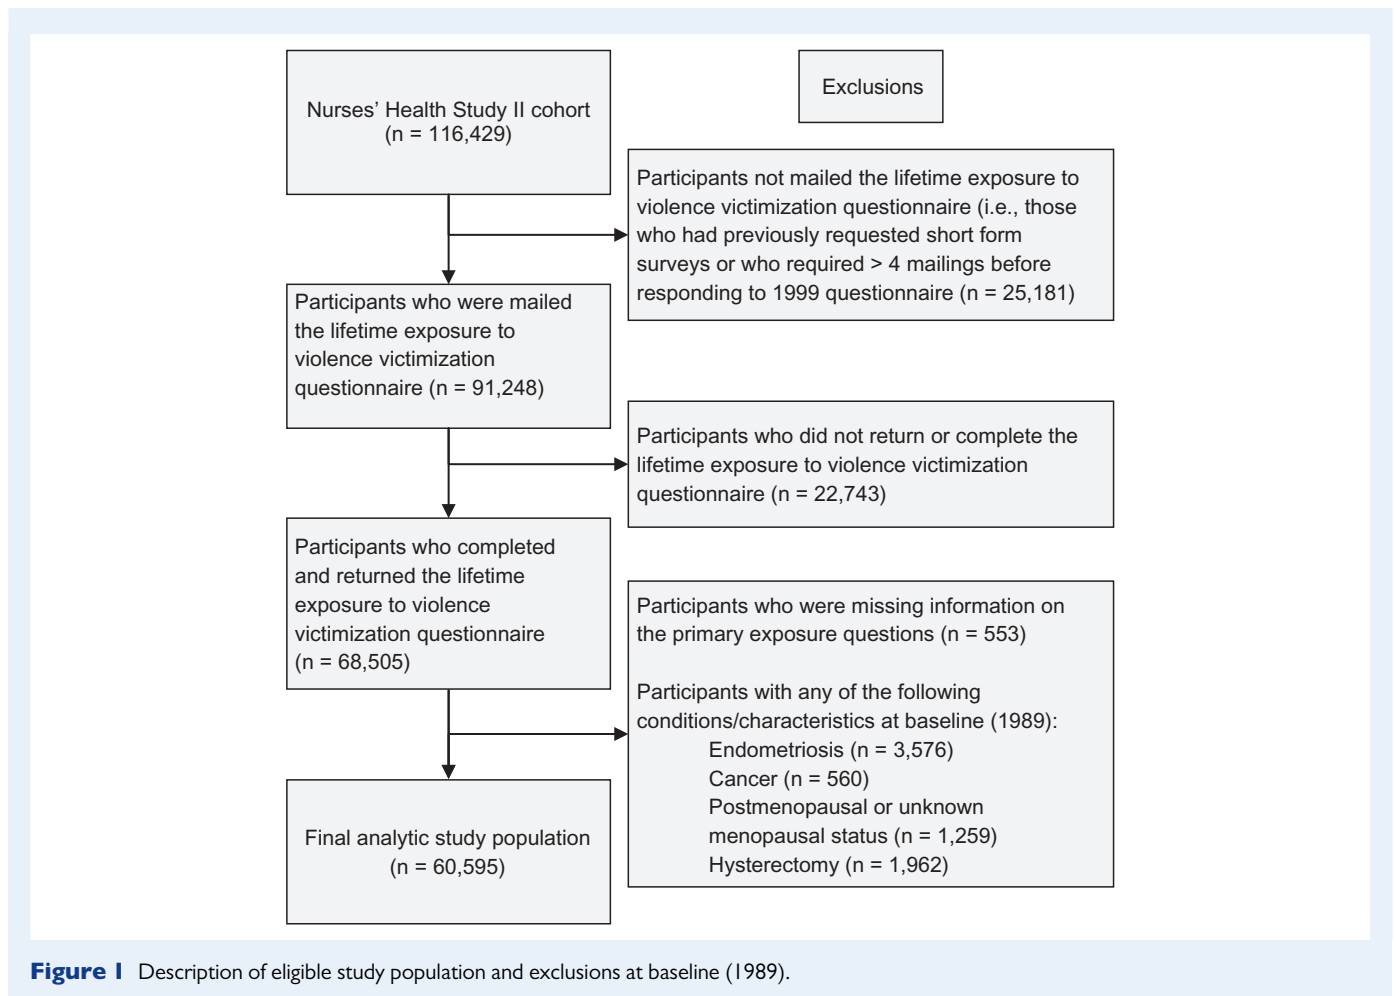 Nurses’ Health Study II cohort
(n = 116,429)
Exclusions
Participants not mailed the lifetime exposure to
violence victimization questionnaire (i.e., those
who had previously requested short form
surveys or who required > 4 mailings before
responding to 1999 questionnaire (n = 25,181)
Participants who were mailed
the lifetime exposure to
violence victimization
questionnaire (n = 91,248)
Participants who did not return or complete the
lifetime exposure to violence victimization
questionnaire (n = 22,743)
Participants who completed
and returned the lifetime
exposure to violence
victimization questionnaire
(n = 68,505)
Participants who were missing information on
the primary exposure questions (n = 553)
Participants with any of the following
conditions/characteristics at baseline (1989):
Endometriosis (n = 3,576)
Cancer (n = 560)
Postmenopausal or unknown
menopausal status (n = 1,259)
Hysterectomy (n = 1,962)
Final analytic study population
(n = 60,595)
Figure 1 Description of eligible study population and exclusions at baseline (1989).